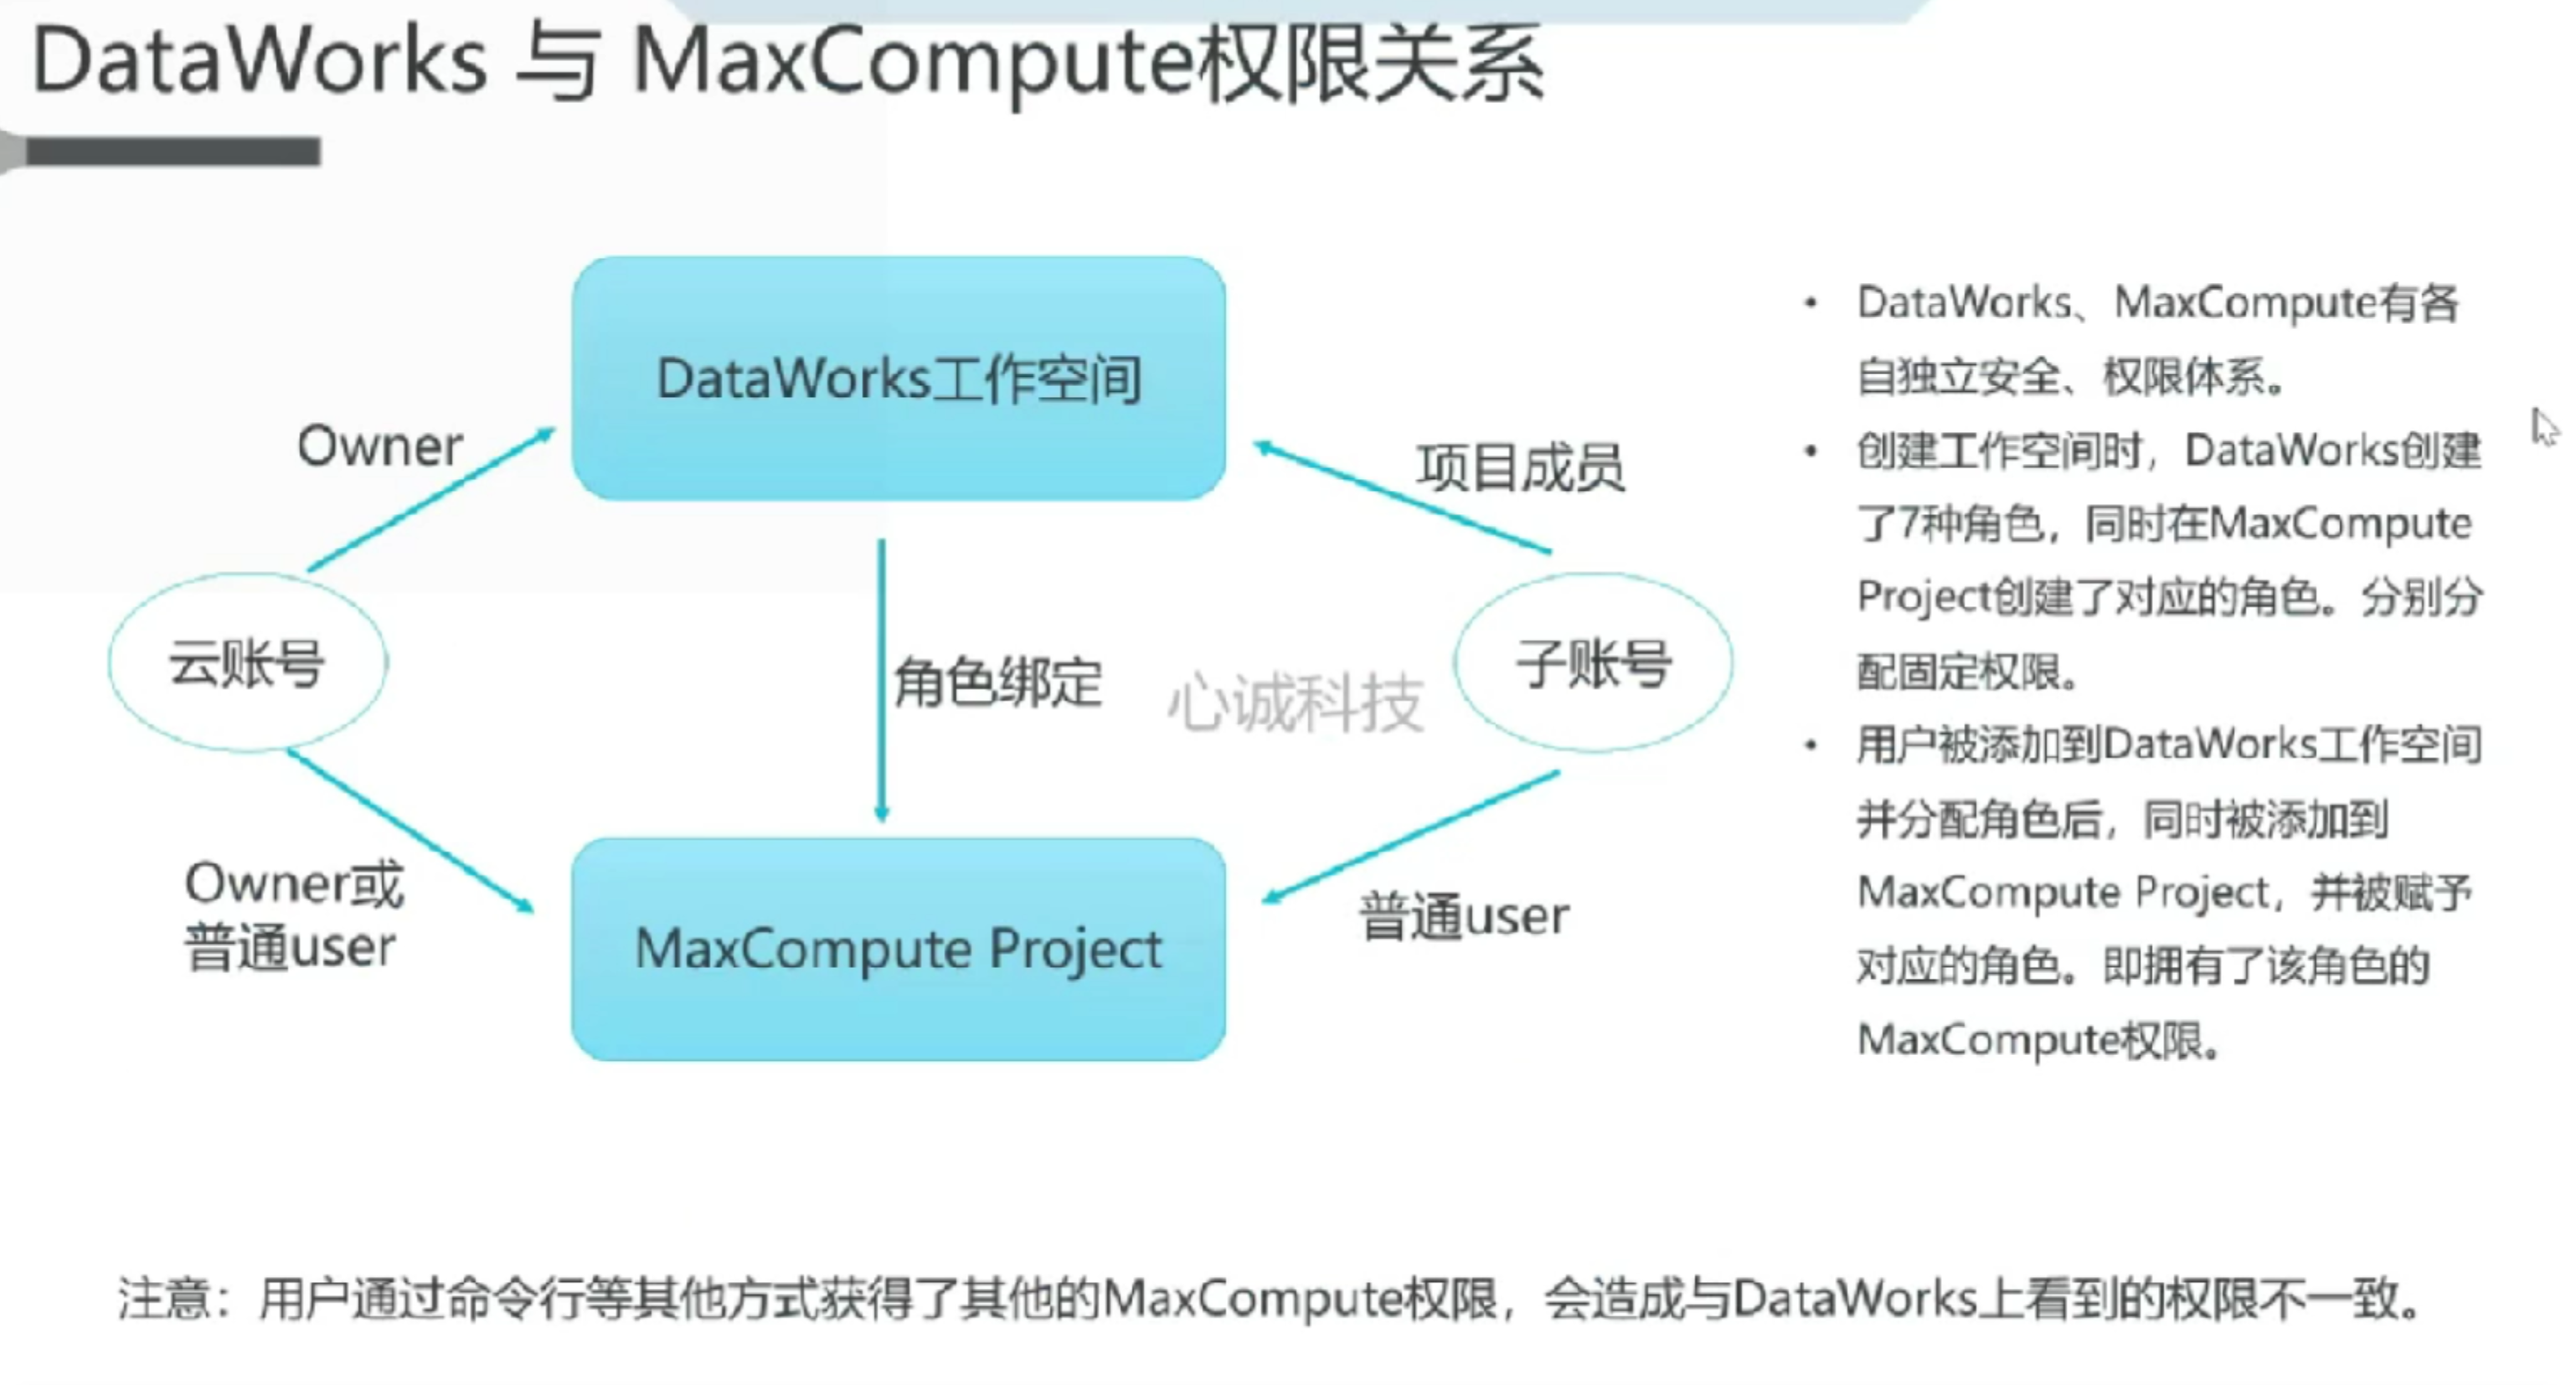 DataWorks 与 MaxCompute权限关系
DataWorks工作空间
Owner
项目成员
云账号
角色绑定
心诚科技
子账号
Owner或
普通user
MaxCompute Project
普通user
• DataWorks、MaxCompute有各
自独立安全、权限体系。
• 创建工作空间时，DataWorks创建
了7种角色，同时在MaxCompute
Project创建了对应的角色。分别分
配固定权限。
• 用户被添加到DataWorks工作空间
并分配角色后，同时被添加到
MaxCompute Project，并被赋予
对应的角色。即拥有了该角色的
MaxCompute权限。
注意：用户通过命令行等其他方式获得了其他的MaxCompute权限，会造成与DataWorks上看到的权限不一致。